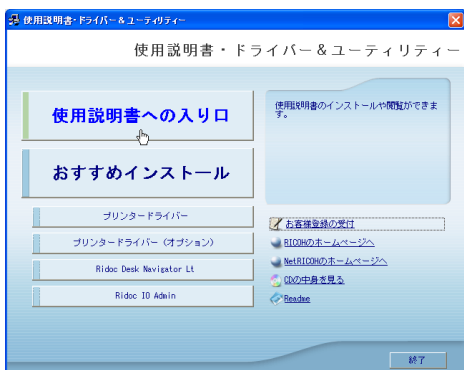 使用説明書・ドライバー&ユーティリティー
使用説明書・ドライバー&ユーティリティー
使用説明書への入り口
使用説明書のインストールや閲覧ができま
す。
おすすめインストール
プリンタードライバー
プリンタードライバー(オプション)
Ridoc Desk Navigator Lt
Ridoc IO Admin
お客様登録の受付
RICOHのホームページへ
NetRICOHのホームページへ
CDの中身を見る
Readme
終了